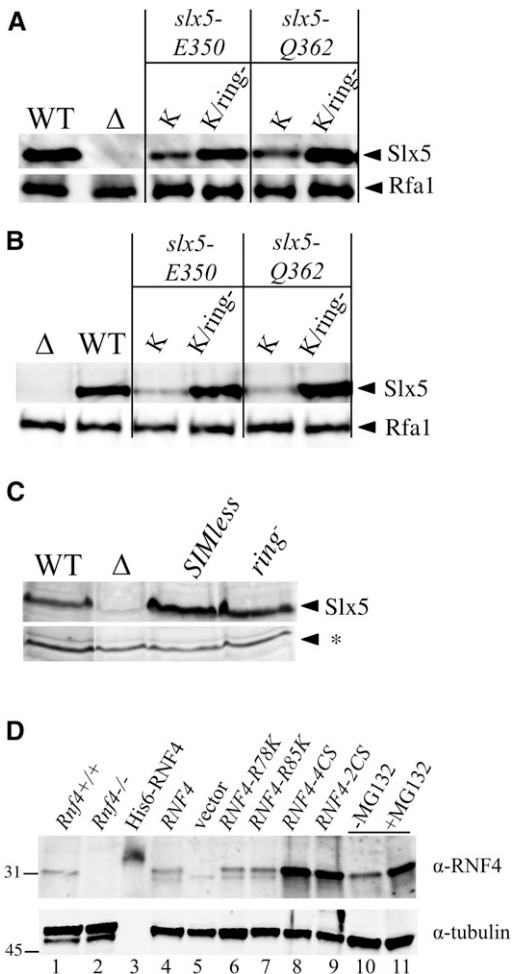 A
slx5-
E350
slx5-
Q362
WT
Δ
K
K/ring-
K
K/ring-
Slx5
Rfa1
B
slx5-
E350
slx5-
Q362
Δ
WT
K
K/ring-
K
K/ring-
Slx5
Rfa1
C
WT
Δ
SIMless
ring-
Slx5
*
D
Rnf4+/+
Rnf4-/-
His6-RNF4
RNF4
vector
RNF4-R78K
RNF4-R85K
RNF4-4CS
RNF4-2CS
-MG132
+MG132
31
α-RNF4
α-tubulin
45
1 2 3 4 5 6 7 8 9 10 11